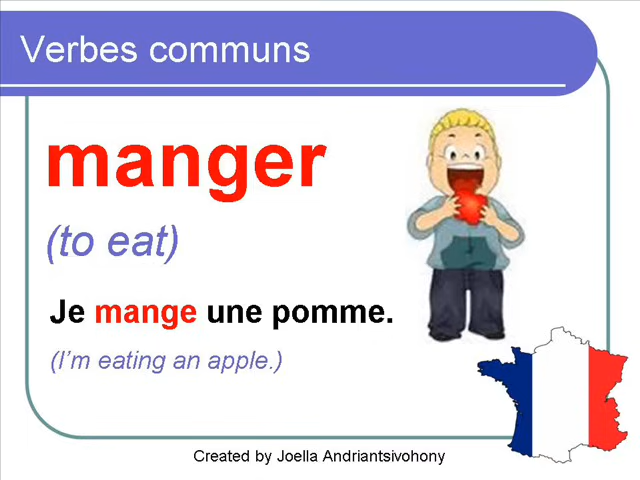 Verbes communs
manger
(to eat)
Je mange une pomme.
(I'm eating an apple.)
Created by Joella Andriantsivohony